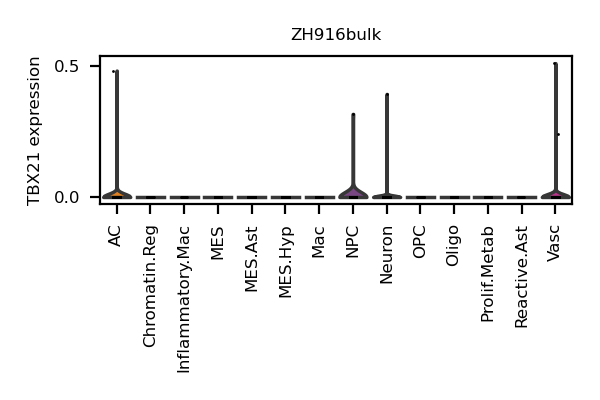 ZH916bulk
TBX21 expression
0.5
0.0
AC
Chromatin.Reg
Inflammatory.Mac
MES
MES.Ast
MES.Hyp
Mac
NPC
Neuron
OPC
Oligo
Prolif.Metab
Reactive.Ast
Vasc